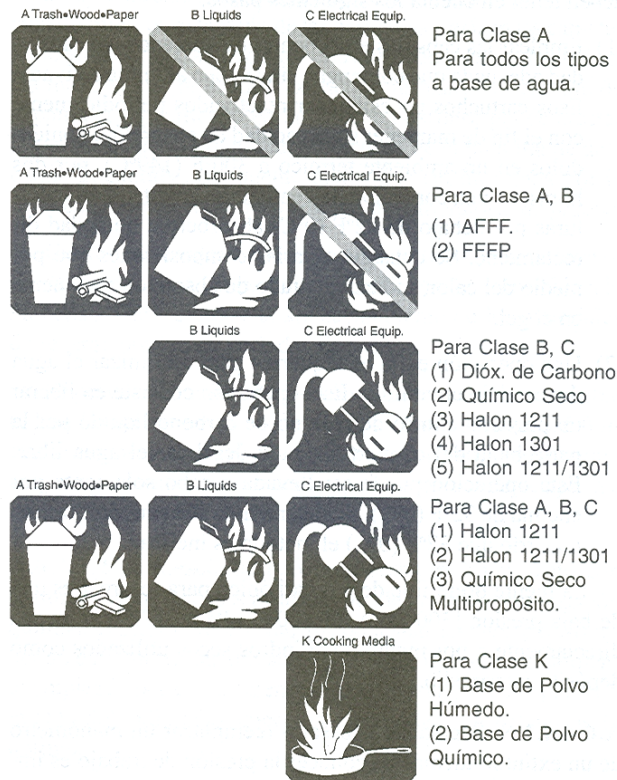 A Trash•Wood•Paper
B Liquids
C Electrical Equip.
Para Clase A
Para todos los tipos
a base de agua.
A Trash•Wood•Paper
B Liquids
C Electrical Equip.
Para Clase A, B
(1) AFFF.
(2) FFFP
B Liquids
C Electrical Equip.
Para Clase B, C
(1) Dióx. de Carbono
(2) Químico Seco
(3) Halon 1211
(4) Halon 1301
(5) Halon 1211/1301
A Trash•Wood•Paper
B Liquids
C Electrical Equip.
Para Clase A, B, C
(1) Halon 1211
(2) Halon 1211/1301
(3) Químico Seco
Multipropósito.
K Cooking Media
Para Clase K
(1) Base de Polvo
Húmedo.
(2) Base de Polvo
Químico.